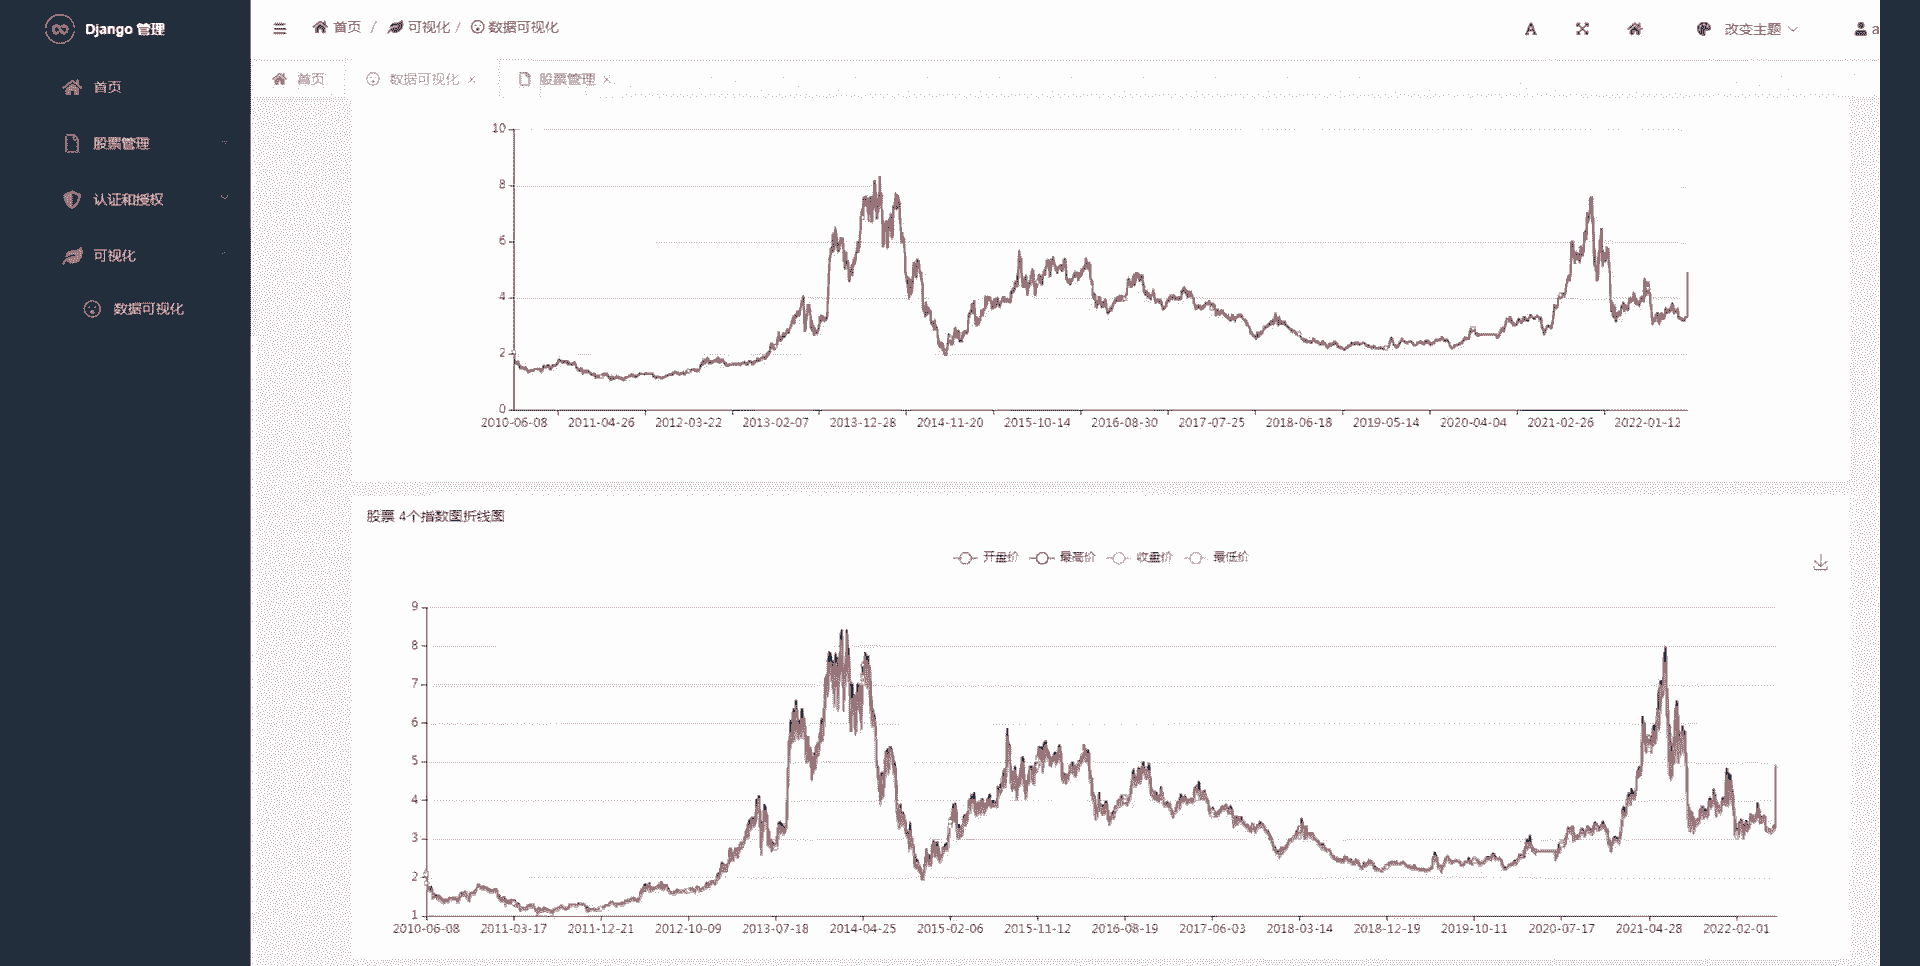 Django 管理
首页
股票管理
认证和授权
可视化
数据可视化
首页 / 可视化 / 数据可视化
改变主题
a
首页 数据可视化 × 股票管理 ×
10
8
6
4
2
0
2010-06-08 2011-04-26 2012-03-22 2013-02-07 2013-12-28 2014-11-20 2015-10-14 2016-08-30 2017-07-25 2018-06-18 2019-05-14 2020-04-04 2021-02-26 2022-01-12
股票 4个指数图折线图
开盘价 最高价 收盘价 最低价
9
8
7
6
5
4
3
2
1
2010-06-08 2011-03-17 2011-12-21 2012-10-09 2013-07-18 2014-04-25 2015-02-06 2015-11-12 2016-08-19 2017-06-03 2018-03-14 2018-12-19 2019-10-11 2020-07-17 2021-04-28 2022-02-01